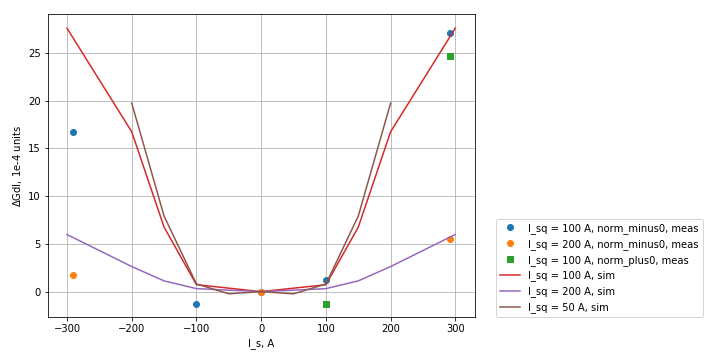 25
20
15
10
5
0
ΔGdl, 1e-4 units
−300
−200
−100
0
100
200
300
I_s, A
I_sq = 100 A, norm_minus0, meas
I_sq = 200 A, norm_minus0, meas
I_sq = 100 A, norm_plus0, meas
I_sq = 100 A, sim
I_sq = 200 A, sim
I_sq = 50 A, sim